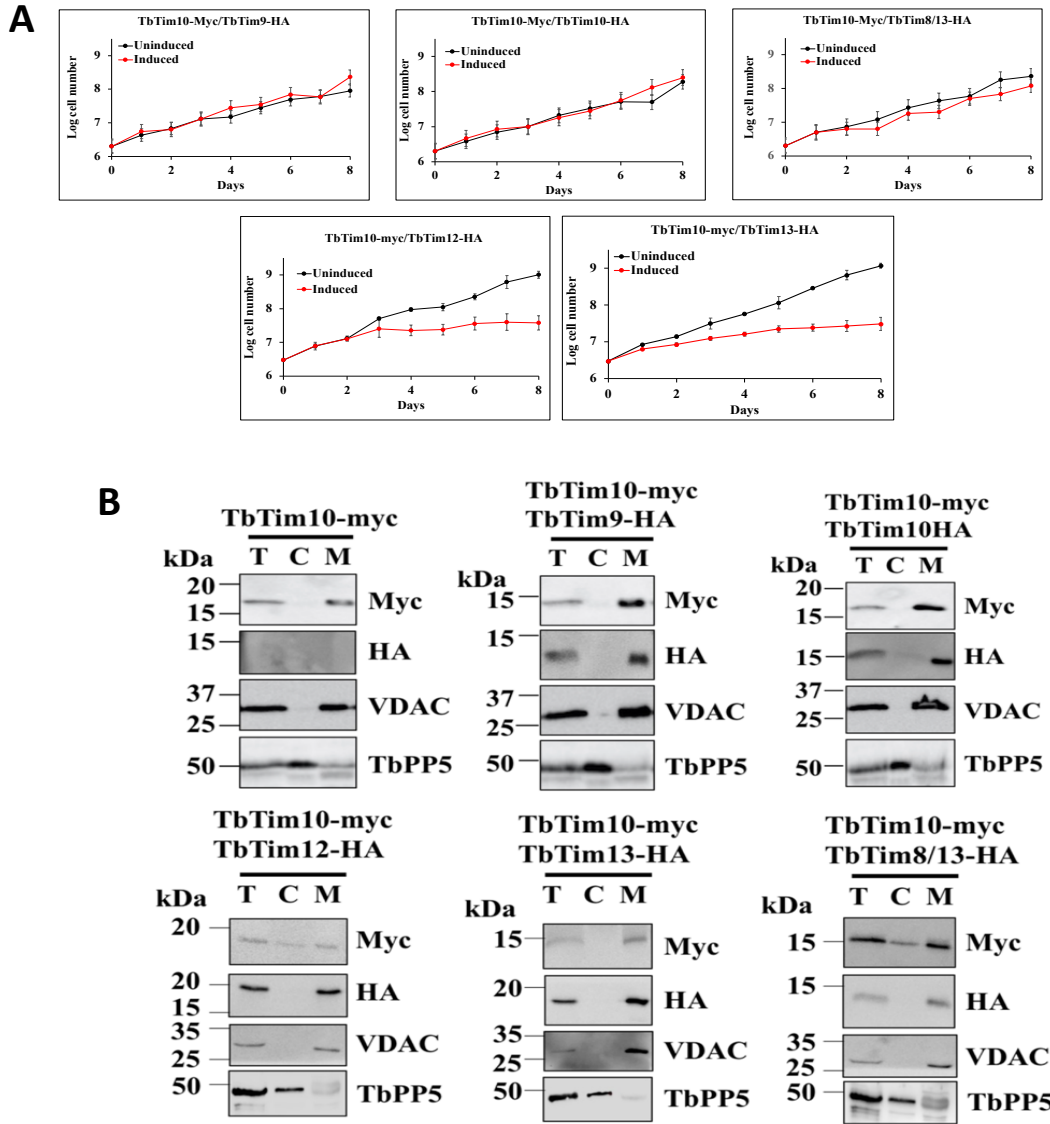 A
TbTim10-Myc/TbTim9-HA
Uninduced
Induced
Log cell number
9
8
7
6
0 2 4 6 8
Days
TbTim10-Myc/TbTim10-HA
Uninduced
Induced
Log cell number
9
8
7
6
0 2 4 6 8
Days
TbTim10-Myc/TbTim8/13-HA
Uninduced
Induced
Log cell number
9
8
7
6
0 2 4 6 8
Days
TbTim10-myc/TbTim12-HA
Uninduced
Induced
Log cell number
9
8
7
6
0 2 4 6 8
Days
TbTim10-myc/TbTim13-HA
Uninduced
Induced
Log cell number
9
8
7
6
0 2 4 6 8
Days
B
TbTim10-myc
kDa T C M
20
15 Myc
15
HA
37
25 VDAC
50 TbPP5
TbTim10-myc
TbTim9-HA
kDa T C M
15 Myc
15
HA
37
25 VDAC
50 TbPP5
TbTim10-myc
TbTim10HA
kDa T C M
20
15 Myc
15 HA
37
25 VDAC
50 TbPP5
TbTim10-myc
TbTim12-HA
kDa T C M
20
Myc
20
15 HA
35
25 VDAC
50 TbPP5
TbTim10-myc
TbTim13-HA
kDa T C M
15 Myc
20
HA
35
25 VDAC
50 TbPP5
TbTim10-myc
TbTim8/13-HA
kDa T C M
15 Myc
15
HA
35
25 VDAC
50 TbPP5